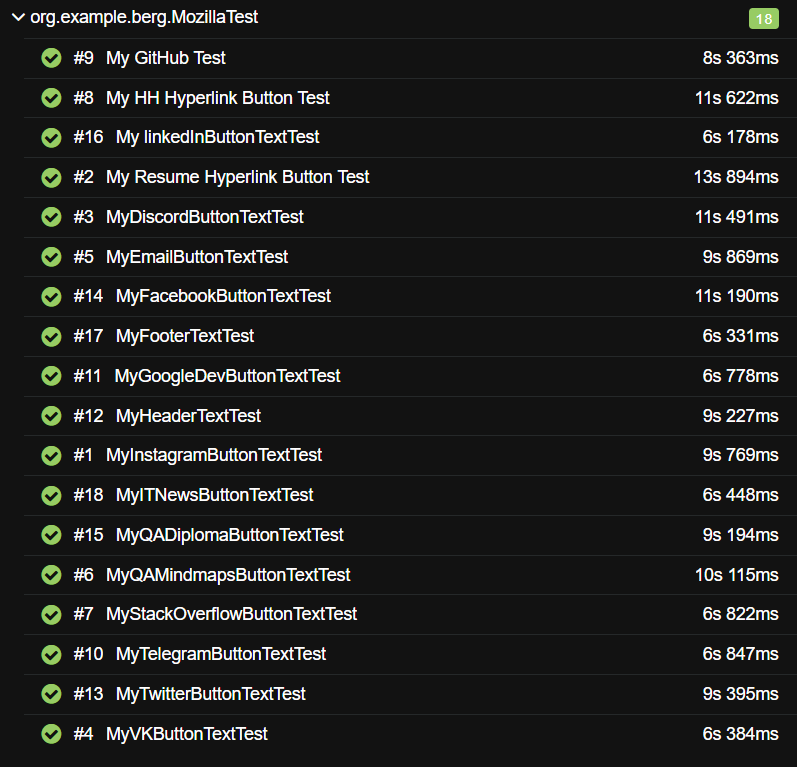 org.example.berg.MozillaTest 18
#9 My GitHub Test 8s 363ms
#8 My HH Hyperlink Button Test 11s 622ms
#16 My linkedInButtonTextTest 6s 178ms
#2 My Resume Hyperlink Button Test 13s 894ms
#3 MyDiscordButtonTextTest 11s 491ms
#5 MyEmailButtonTextTest 9s 869ms
#14 MyFacebookButtonTextTest 11s 190ms
#17 MyFooterTextTest 6s 331ms
#11 MyGoogleDevButtonTextTest 6s 778ms
#12 MyHeaderTextTest 9s 227ms
#1 MyInstagramButtonTextTest 9s 769ms
#18 MyITNewsButtonTextTest 6s 448ms
#15 MyQADiplomaButtonTextTest 9s 194ms
#6 MyQAMindmapsButtonTextTest 10s 115ms
#7 MyStackOverflowButtonTextTest 6s 822ms
#10 MyTelegramButtonTextTest 6s 847ms
#13 MyTwitterButtonTextTest 9s 395ms
#4 MyVKButtonTextTest 6s 384ms